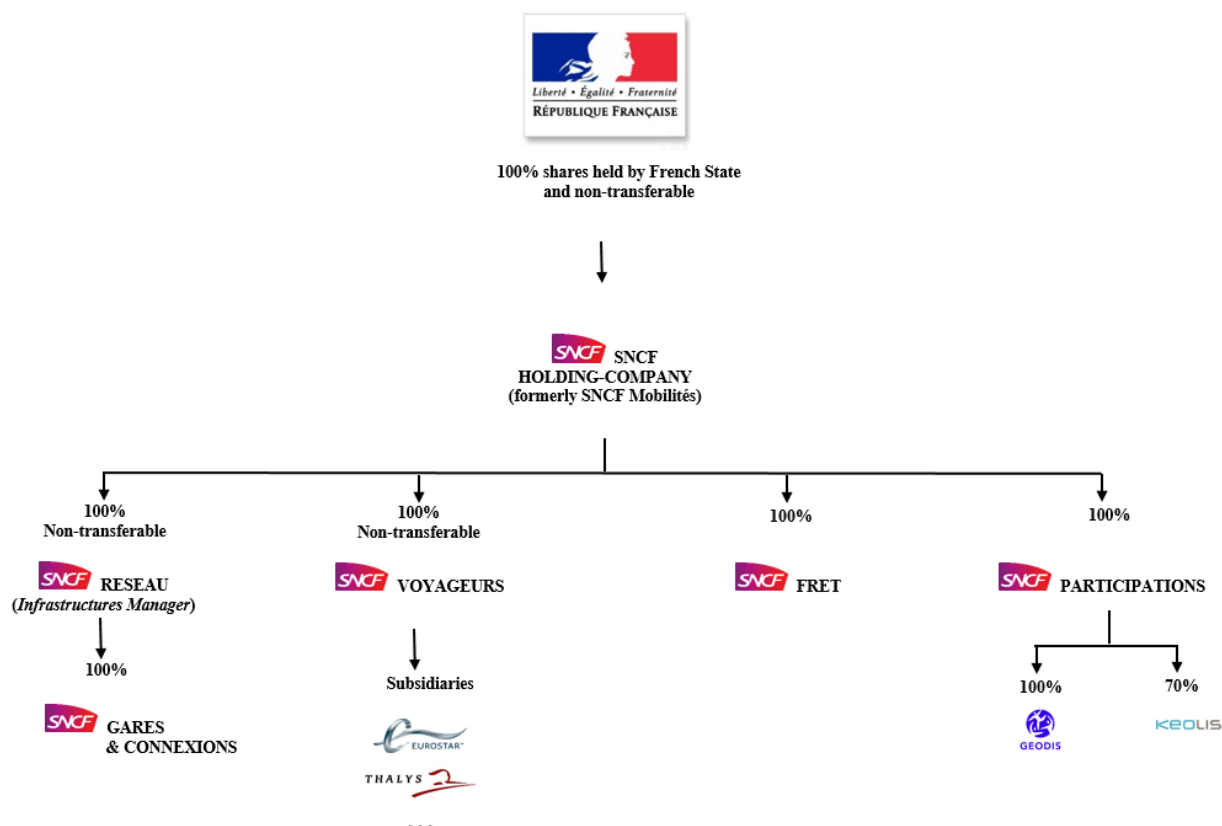 Liberté • Égalité • Fraternité
RÉPUBLIQUE FRANÇAISE
100% shares held by French State
and non-transferable
SNCF SNCF
HOLDING-COMPANY
(formerly SNCF Mobilités)
100%
Non-transferable
100%
Non-transferable
100%
100%
SNCF RESEAU
(Infrastructures Manager)
SNCF VOYAGEURS
SNCF FRET
SNCF PARTICIPATIONS
100%
Subsidiaries
100%
70%
SNCF GARES
& CONNEXIONS
EUROSTAR™
THALYS
GEODIS
KEOLIS